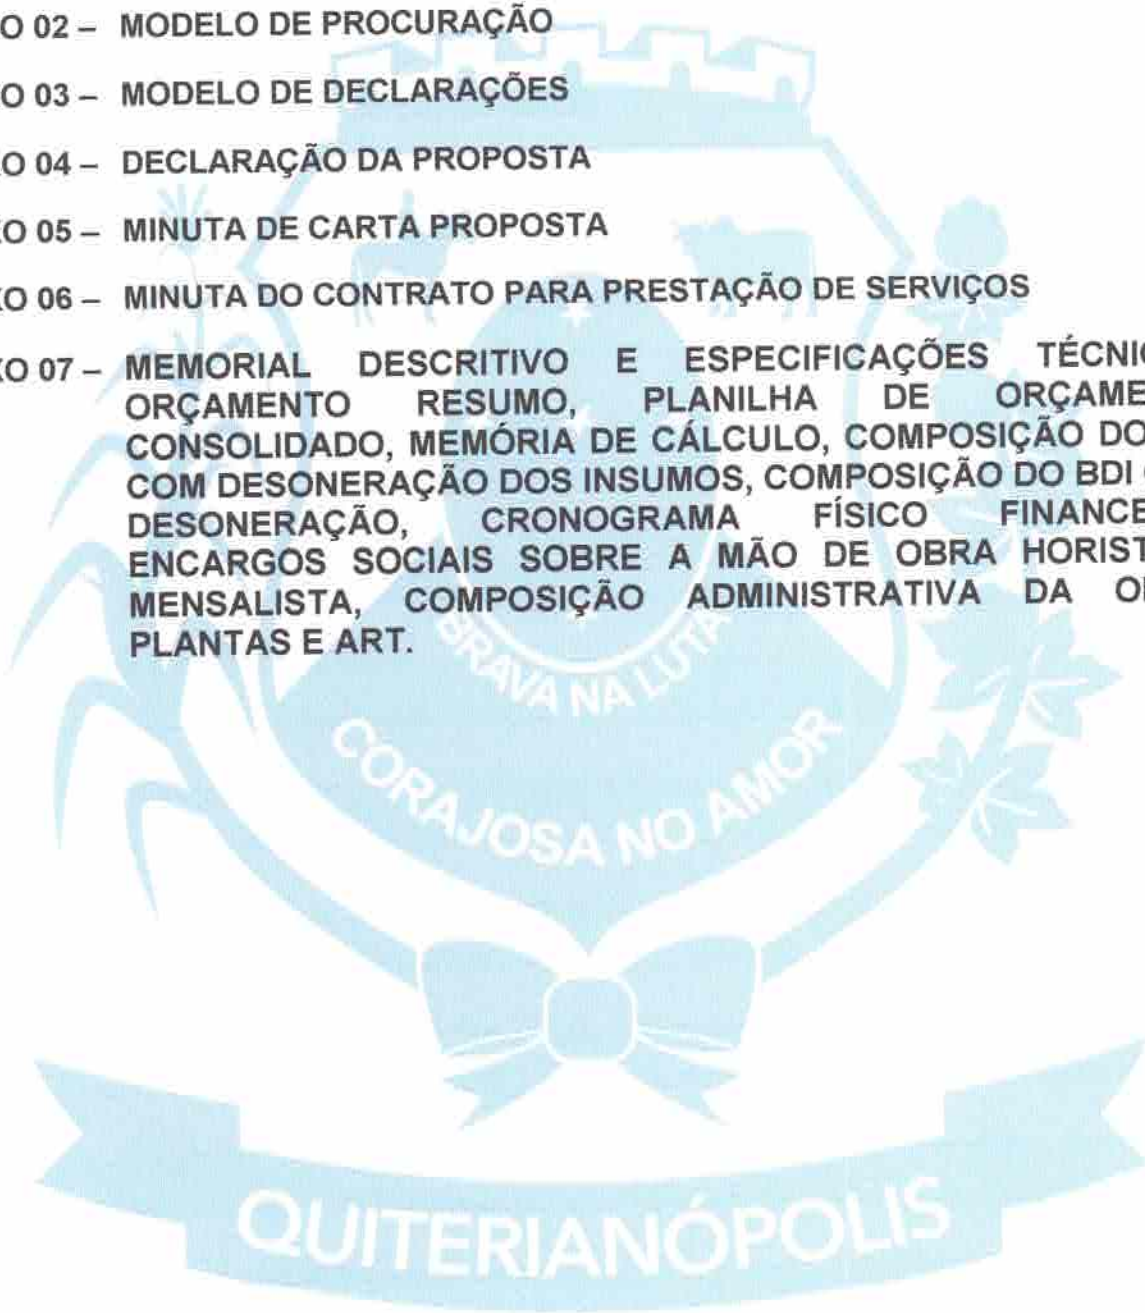 O 02 – MODELO DE PROCURAÇÃO
O 03 – MODELO DE DECLARAÇÕES
O 04 – DECLARAÇÃO DA PROPOSTA
XO 05 – MINUTA DE CARTA PROPOSTA
XO 06 – MINUTA DO CONTRATO PARA PRESTAÇÃO DE SERVIÇOS
XO 07 – MEMORIAL DESCRITIVO E ESPECIFICAÇÕES TÉCNI
ORÇAMENTO RESUMO, PLANILHA DE ORÇAME
CONSOLIDADO, MEMÓRIA DE CÁLCULO, COMPOSIÇÃO DO
COM DESONERAÇÃO DOS INSUMOS, COMPOSIÇÃO DO BDI
DESONERAÇÃO, CRONOGRAMA FÍSICO FINANCE
ENCARGOS SOCIAIS SOBRE A MÃO DE OBRA HORIST
MENSALISTA, COMPOSIÇÃO ADMINISTRATIVA DA O
PLANTAS E ART.
BRAVA NA LUTA
CORAJOSA NO AMOR
QUITERIANÓPOLIS